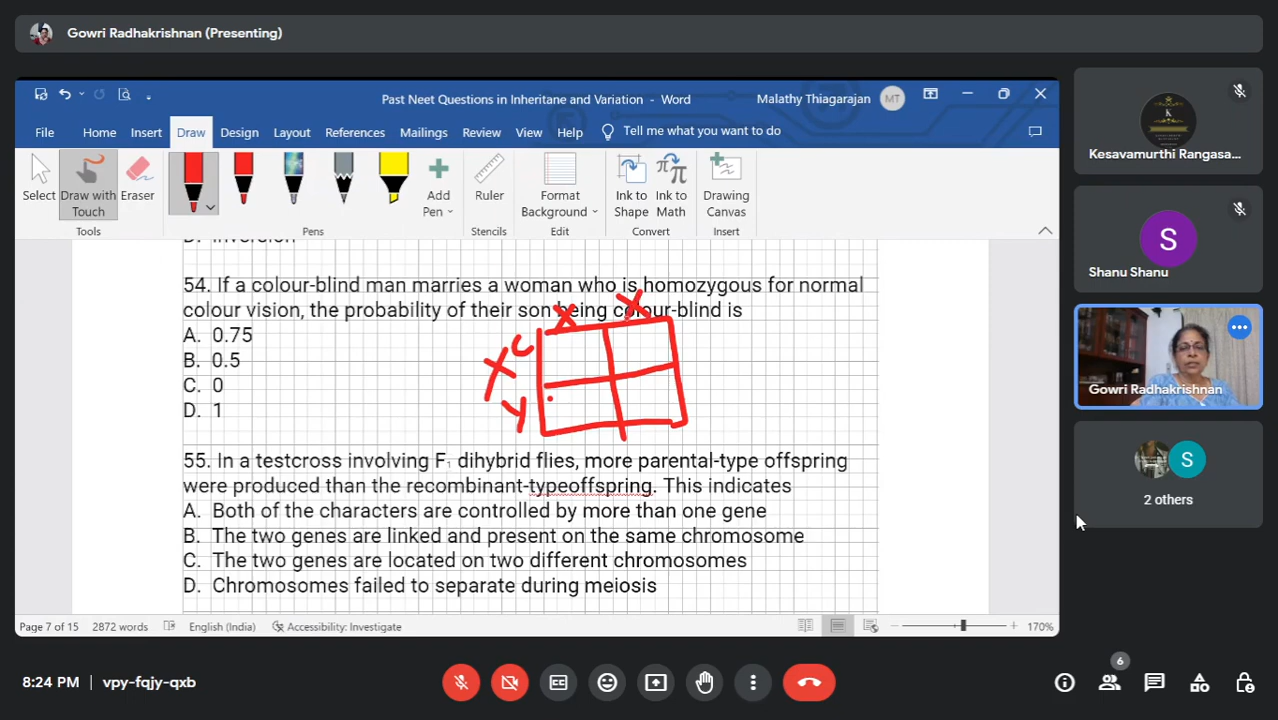 Gowri Radhakrishnan (Presenting)
Past Neet Questions in Inheritane and Variation - Word
Malathy Thiagarajan
MT
File Home Insert Draw Design Layout References Mailings Review View Help Tell me what you want to do
Select
Draw with Touch
Eraser
Add Pen
Ruler
Format Background
Ink to Shape
Ink to Math
Drawing Canvas
Tools Pens Stencils Edit Convert Insert
D. Inversion
54. If a colour-blind man marries a woman who is homozygous for normal
colour vision, the probability of their son being colour-blind is
A. 0.75
B. 0.5
C. 0
D. 1
X X
X C
Y
55. In a testcross involving F1 dihybrid flies, more parental-type offspring
were produced than the recombinant-typeoffspring. This indicates
A. Both of the characters are controlled by more than one gene
B. The two genes are linked and present on the same chromosome
C. The two genes are located on two different chromosomes
D. Chromosomes failed to separate during meiosis
Page 7 of 15 2872 words English (India) Accessibility: Investigate 170%
K
Kesavamurthi Rangasa...
S
Shanu Shanu
Gowri Radhakrishnan
S
2 others
8:24 PM | vpy-fqjy-qxb
6